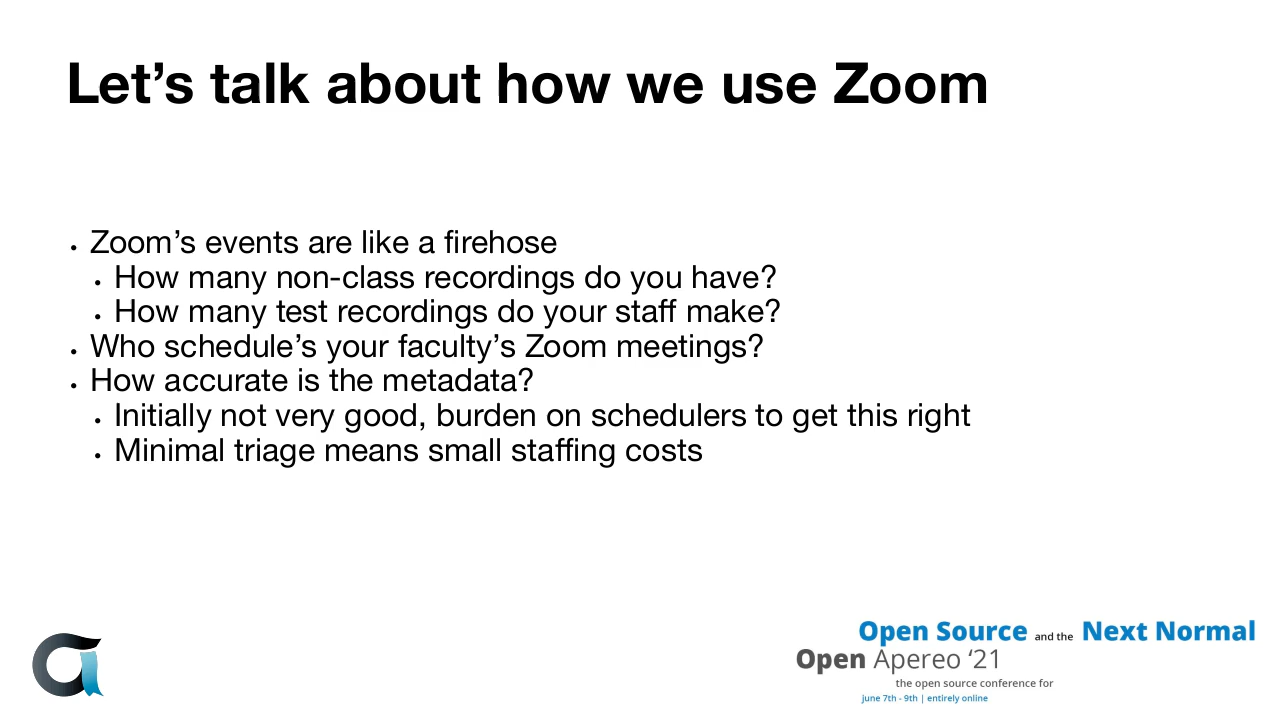 Let’s talk about how we use Zoom
• Zoom’s events are like a firehose
• How many non-class recordings do you have?
• How many test recordings do your staff make?
• Who schedule’s your faculty’s Zoom meetings?
• How accurate is the metadata?
• Initially not very good, burden on schedulers to get this right
• Minimal triage means small staffing costs
Open Source and the Next Normal
Open Apereo ‘21
the open source conference for
june 7th - 9th | entirely online